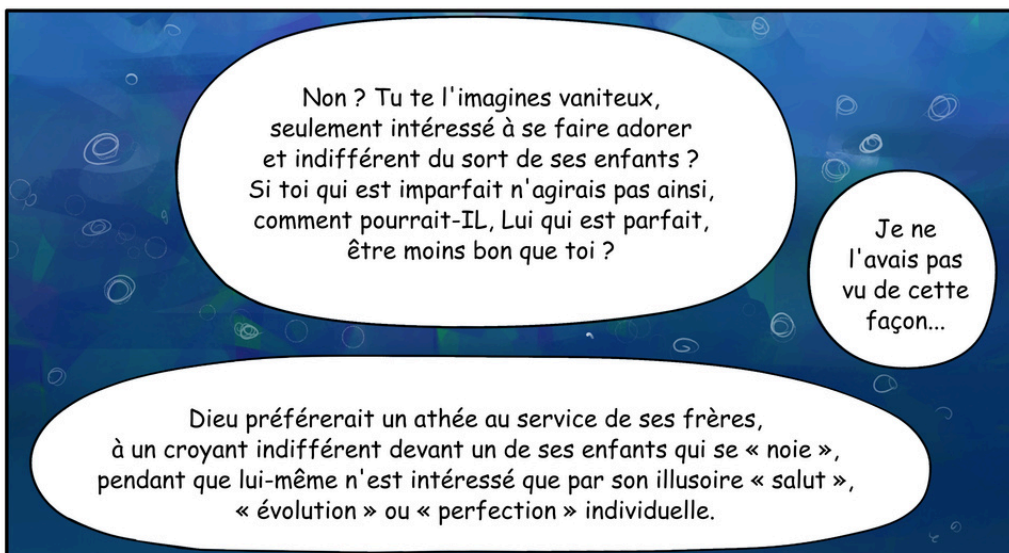 Non ? Tu te l'imagines vaniteux,
seulement intéressé à se faire adorer
et indifférent du sort de ses enfants ?
Si toi qui est imparfait n'agirais pas ainsi,
comment pourrait-IL, Lui qui est parfait,
être moins bon que toi ?
Je ne
l'avais pas
vu de cette
façon...
Dieu préférerait un athée au service de ses frères,
à un croyant indifférent devant un de ses enfants qui se « noie »,
pendant que lui-même n'est intéressé que par son illusoire « salut »,
« évolution » ou « perfection » individuelle.